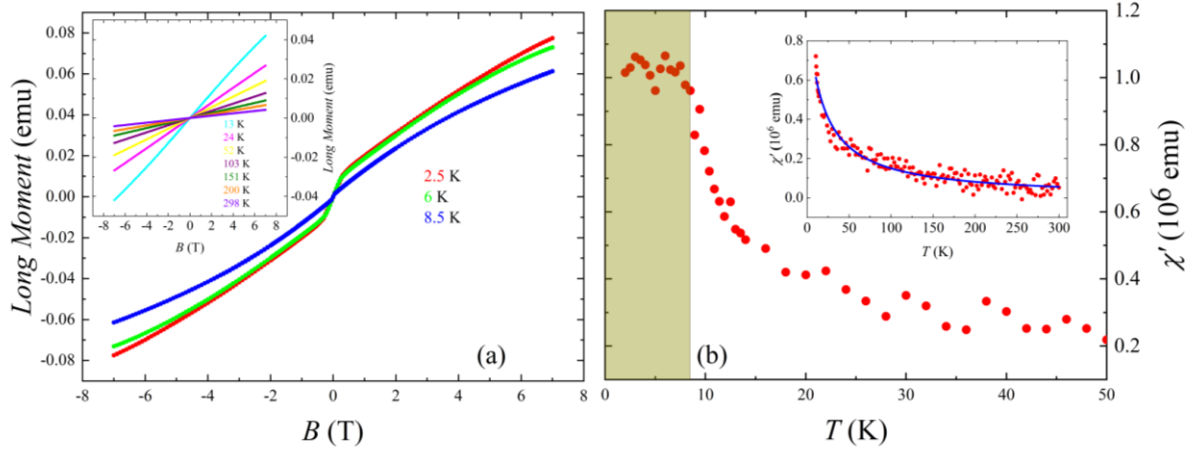 0.08
0.06
0.04
0.02
0.00
-0.02
-0.04
-0.06
-0.08
Long Moment (emu)
-8 -6 -4 -2 0 2 4 6 8
B (T)
0.04
0.02
0.00
-0.02
-0.04
Long Moment (emu)
13 K
24 K
52 K
103 K
151 K
200 K
298 K
-8 -6 -4 -2 0 2 4 6 8
B (T)
2.5 K
6 K
8.5 K
(a)
(b)
0 10 20 30 40 50
T (K)
1.2
1.0
0.8
0.6
0.4
0.2
χ′ (10⁶ emu)
0.8
0.6
0.4
0.2
0.0
χ′ (10⁶ emu)
0 50 100 150 200 250 300
T (K)